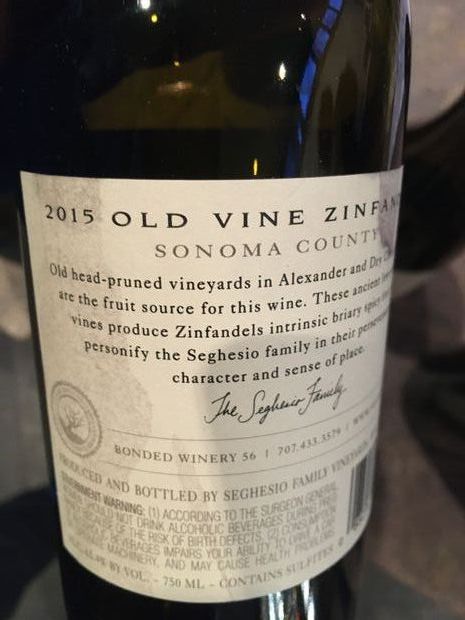 2015 OLD VINE ZINFAN
SONOMA COUNTY
Old head-pruned vineyards in Alexander and Dry
are the fruit source for this wine. These ancient
vines produce Zinfandels intrinsic briary spicy
personify the Seghesio family in their
character and sense of place.
The Seghesio Family
BONDED WINERY 56 | 707.433.3579 |
PRODUCED AND BOTTLED BY SEGHESIO FAMILY VINEYARDS
GOVERNMENT WARNING: (1) ACCORDING TO THE SURGEON GENERAL,
SHOULD NOT DRINK ALCOHOLIC BEVERAGES DURING
BECAUSE OF THE RISK OF BIRTH DEFECTS. (2) CONSUMPTION
BEVERAGES IMPAIRS YOUR ABILITY TO DRIVE A CAR
MACHINERY, AND MAY CAUSE HEALTH PROBLEMS
BY VOL. - 750 ML - CONTAINS SULFITES